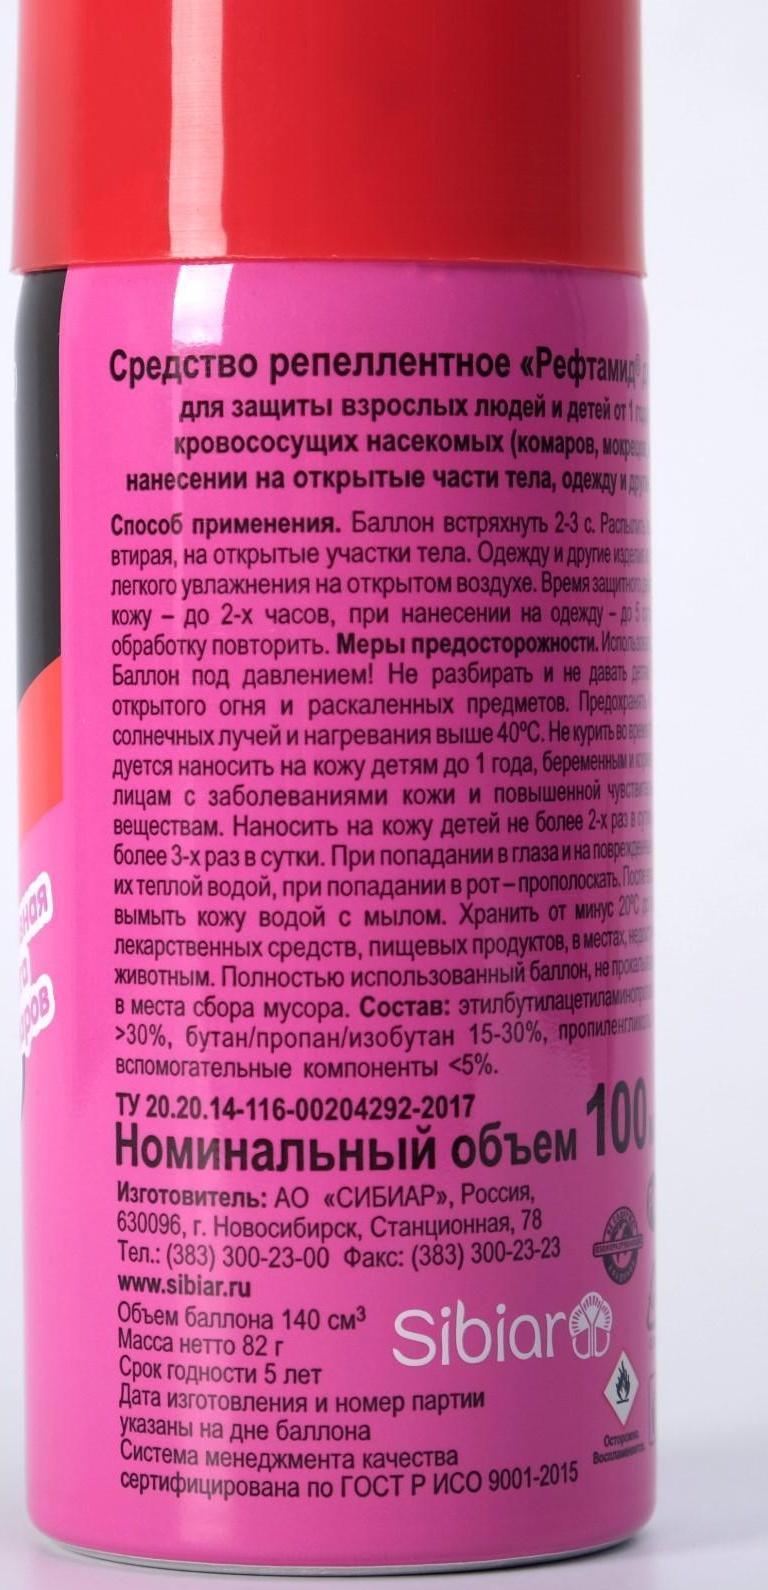 Средство репеллентное «Рефтамид®
для защиты взрослых людей и детей от 1
кровососущих насекомых (комаров,
нанесении на открытые части тела, одежду и
Способ применения. Баллон встряхнуть 2-3 с.
втирая, на открытые участки тела. Одежду и другие
легкого увлажнения на открытом воздухе. Время
кожу – до 2-х часов, при нанесении на одежду – до 5
обработку повторить. Меры предосторожности.
Баллон под давлением! Не разбирать и не давать
открытого огня и раскаленных предметов.
солнечных лучей и нагревания выше 40°С. Не курить во
дуется наносить на кожу детям до 1 года, беременным и
лицам с заболеваниями кожи и повышенной
веществам. Наносить на кожу детей не более 2-х раз в
более 3-х раз в сутки. При попадании в глаза и на
их теплой водой, при попадании в рот – прополоскать.
вымыть кожу водой с мылом. Хранить от минус 20°С
лекарственных средств, пищевых продуктов, в местах,
животным. Полностью использованный баллон, не
в места сбора мусора. Состав:
>30%, бутан/пропан/изобутан 15-30%,
вспомогательные компоненты <5%.
ТУ 20.20.14-116-00204292-2017
Номинальный объем 100
Изготовитель: АО «СИБИАР», Россия,
630096, г. Новосибирск, Станционная, 78
Тел.: (383) 300-23-00 Факс: (383) 300-23-23
www.sibiar.ru
Объем баллона 140 см³
Масса нетто 82 г
Срок годности 5 лет
Дата изготовления и номер партии
указаны на дне баллона
Система менеджмента качества
сертифицирована по ГОСТ Р ИСО 9001-2015
Sibiar
Осторожно.